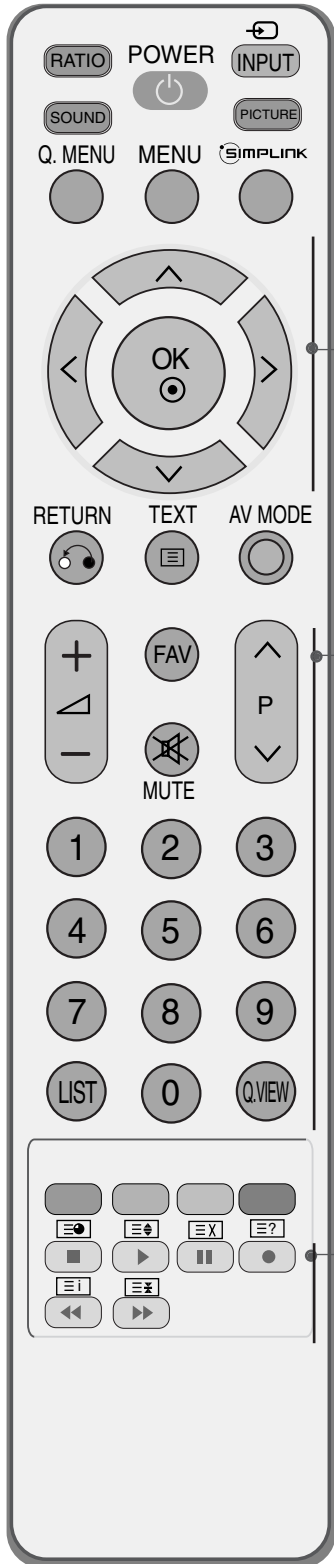 RATIO POWER INPUT
SOUND PICTURE
Q. MENU MENU SIMPLINK
OK
RETURN TEXT AV MODE
FAV
P
MUTE
1 2 3
4 5 6
7 8 9
LIST 0 Q.VIEW
X ?
i